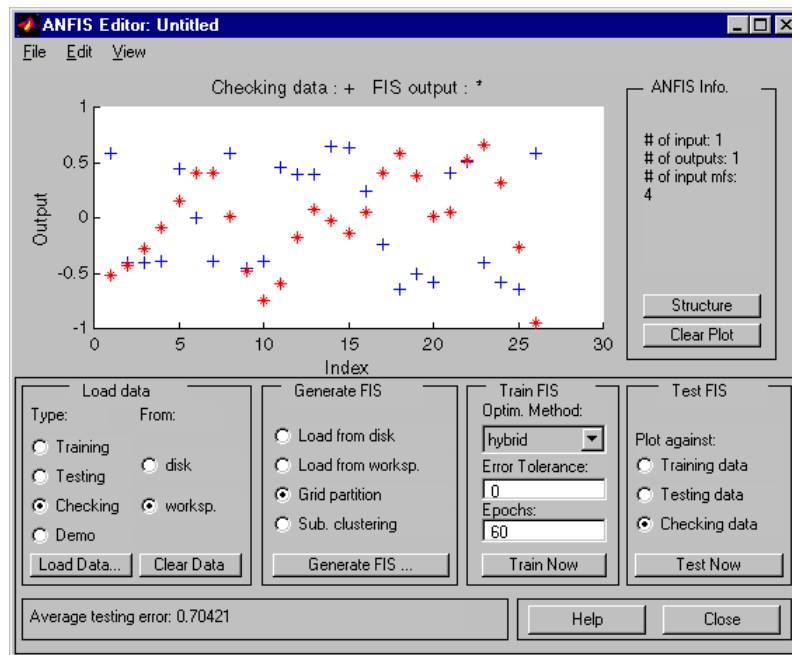 ANFIS Editor: Untitled
File Edit View
Checking data : + FIS output : *
1
0.5
0
-0.5
-1
Output
0 5 10 15 20 25 30
Index
ANFIS Info.
# of input: 1
# of outputs: 1
# of input mfs:
4
Structure
Clear Plot
Load data
Type: From:
Training
Testing
Checking
Demo
disk
worksp.
Load Data... Clear Data
Generate FIS
Load from disk
Load from worksp.
Grid partition
Sub. clustering
Generate FIS ...
Train FIS
Optim. Method:
hybrid
Error Tolerance:
0
Epochs:
60
Train Now
Test FIS
Plot against:
Training data
Testing data
Checking data
Test Now
Average testing error: 0.70421
Help Close